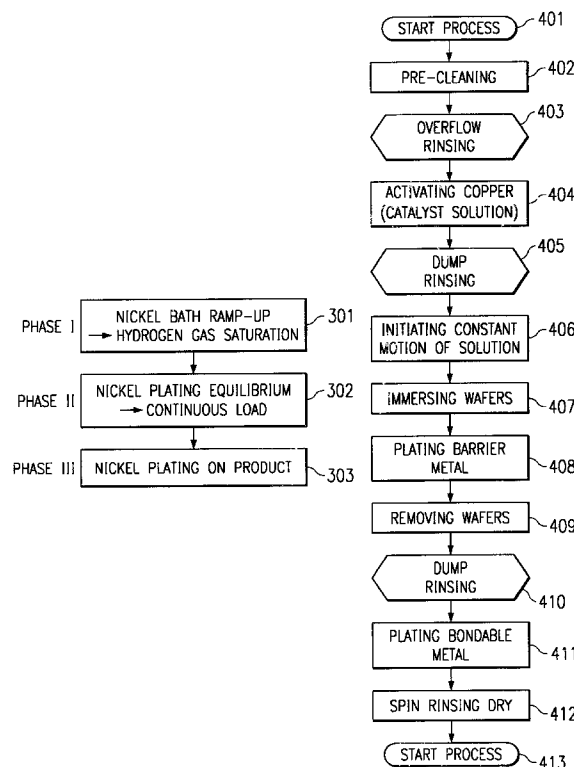 PHASE I
NICKEL BATH RAMP-UP
→ HYDROGEN GAS SATURATION
301
PHASE II
NICKEL PLATING EQUILIBRIUM
→ CONTINUOUS LOAD
302
PHASE III
NICKEL PLATING ON PRODUCT
303
START PROCESS
401
PRE-CLEANING
402
OVERFLOW
RINSING
403
ACTIVATING COPPER
(CATALYST SOLUTION)
404
DUMP
RINSING
405
INITIATING CONSTANT
MOTION OF SOLUTION
406
IMMERSING WAFERS
407
PLATING BARRIER
METAL
408
REMOVING WAFERS
409
DUMP
RINSING
410
PLATING BONDABLE
METAL
411
SPIN RINSING DRY
412
START PROCESS
413